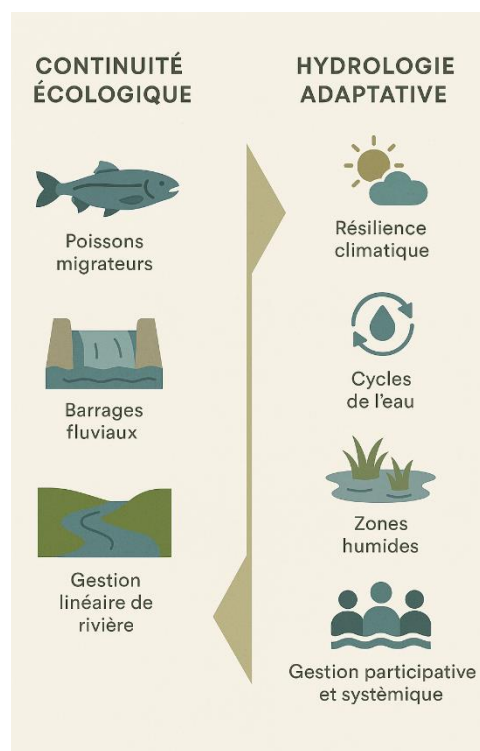 CONTINUITÉ
ÉCOLOGIQUE
Poissons
migrateurs
Barrages
fluviaux
Gestion
linéaire de
rivière
HYDROLOGIE
ADAPTATIVE
Résilience
climatique
Cycles
de l'eau
Zones
humides
Gestion participative
et systèmique